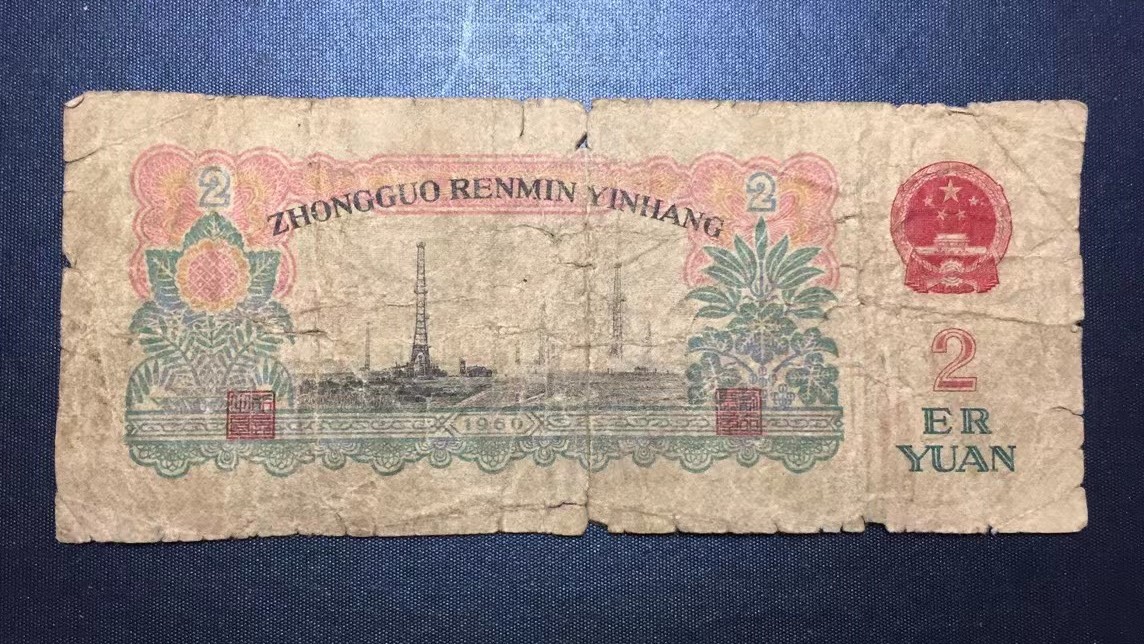 2
2
ZHONGGUO RENMIN YINHANG
1960
2
ER
YUAN